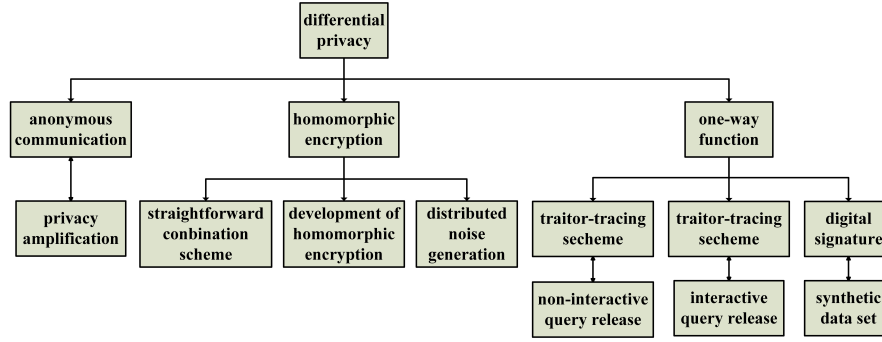 differential
privacy
anonymous
communication
homomorphic
encryption
one-way
function
privacy
amplification
straightforward
conbination
scheme
development of
homomorphic
encryption
distributed
noise
generation
traitor-tracing
secheme
traitor-tracing
secheme
digital
signature
non-interactive
query release
interactive
query release
synthetic
data set